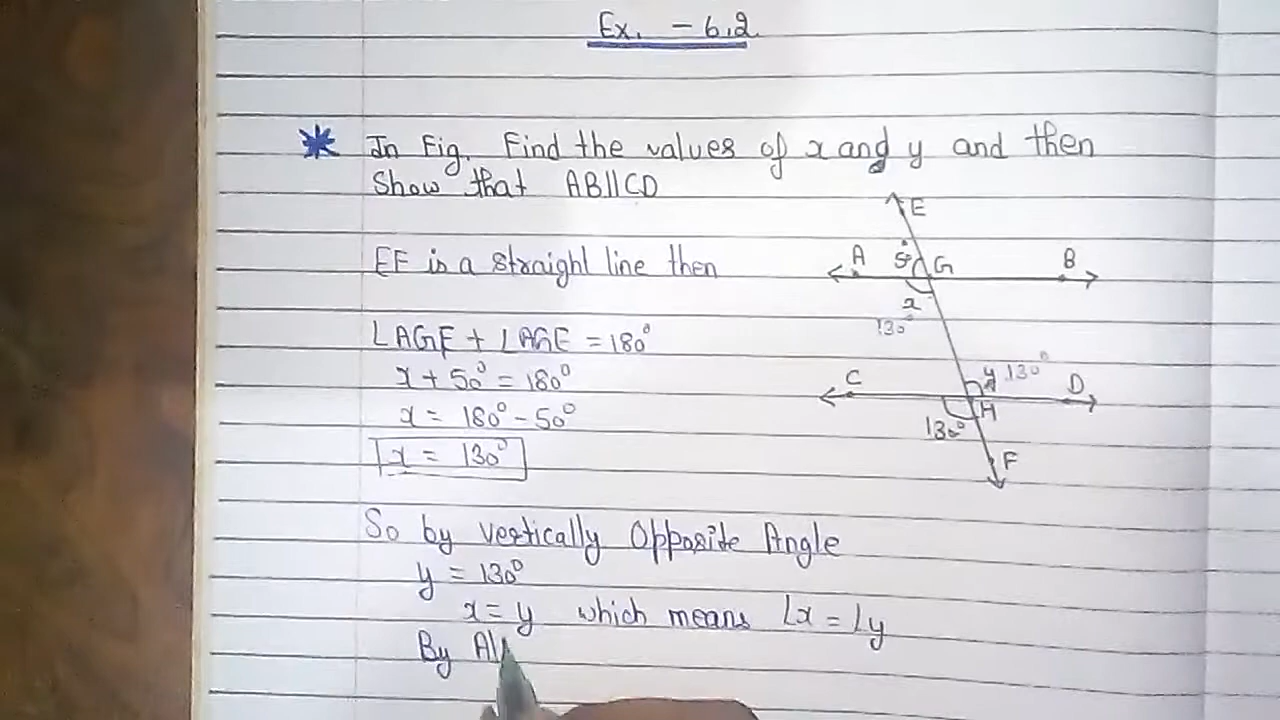 Ex. - 6.2
* In Fig. Find the values of x and y and then
Show that AB||CD
E
EF is a straight line then
A 50° G B
x
130°
∠AGF + ∠AGE = 180°
x + 50° = 180°
C y 130° D
x = 180° - 50°
130° H
x = 130°
F
So by vertically Opposite Angle
y = 130°
x = y which means ∠x = ∠y
By Al